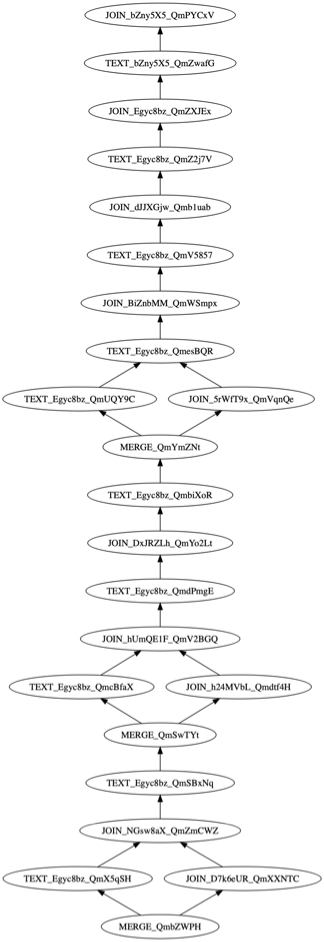 JOIN_bZny5X5_QmPYCxV
TEXT_bZny5X5_QmZwafG
JOIN_Egyc8bz_QmZXJEx
TEXT_Egyc8bz_QmZ2j7V
JOIN_dJJXGjw_Qmb1uab
TEXT_Egyc8bz_QmV5857
JOIN_BiZnbMM_QmWSmpx
TEXT_Egyc8bz_QmesBQR
TEXT_Egyc8bz_QmUQY9C
JOIN_5rWfT9x_QmVqnQe
MERGE_QmYmZNt
TEXT_Egyc8bz_QmbiXoR
JOIN_DxJRZLh_QmYo2Lt
TEXT_Egyc8bz_QmdPmgE
JOIN_hUmQE1F_QmV2BGQ
TEXT_Egyc8bz_QmcBfaX
JOIN_h24MVbL_Qmdtf4H
MERGE_QmSwTYt
TEXT_Egyc8bz_QmSBxNq
JOIN_NGsw8aX_QmZmCWZ
TEXT_Egyc8bz_QmX5qSH
JOIN_D7k6eUR_QmXXNTC
MERGE_QmbZWPH